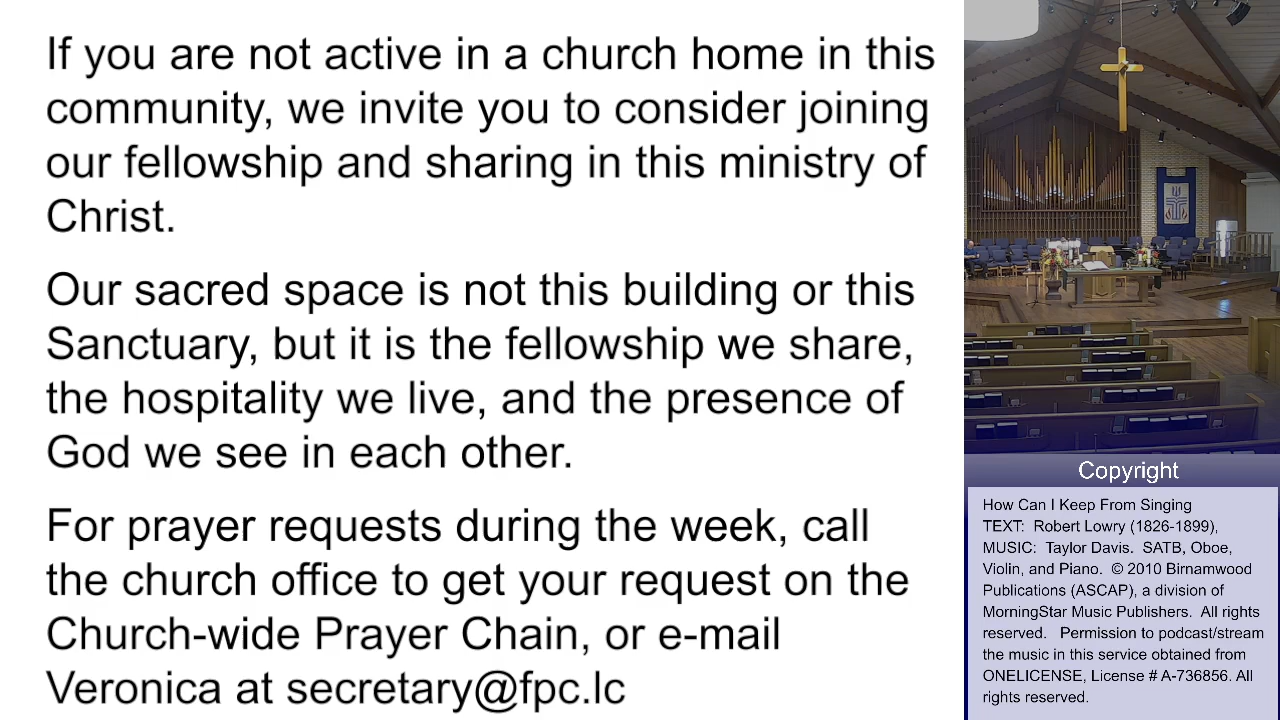 If you are not active in a church home in this
community, we invite you to consider joining
our fellowship and sharing in this ministry of
Christ.
Our sacred space is not this building or this
Sanctuary, but it is the fellowship we share,
the hospitality we live, and the presence of
God we see in each other.
For prayer requests during the week, call
the church office to get your request on the
Church-wide Prayer Chain, or e-mail
Veronica at secretary@fpc.lc
Copyright
How Can I Keep From Singing
TEXT:  Robert Lowry (1826-1899),
MUSIC:  Taylor Davis.  SATB, Oboe,
Violin, and Piano.  © 2010 Birnamwood
Publications (ASCAP), a division of
MorningStar Music Publishers.  All rights
reserved.   Permission to podcast/stream
the music in this service obtained from
ONELICENSE, License # A-736856. All
rights reserved.